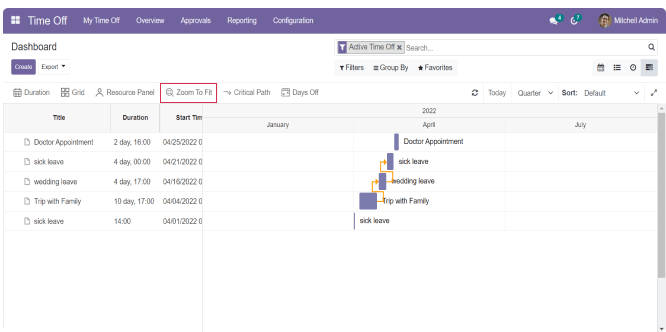 Time Off My Time Off Overview Approvals Reporting Configuration 4 7 Mitchell Admin
Dashboard
Active Time Off × Search...
Create Export
Filters Group By Favorites
Duration Grid Resource Panel Zoom To Fit Critical Path Days Off Today Quarter Sort: Default
Title Duration Start Tim
2022
January April July
Doctor Appointment 2 day, 16:00 04/25/2022 0 Doctor Appointment
sick leave 4 day, 00:00 04/21/2022 0 sick leave
wedding leave 4 day, 17:00 04/16/2022 0 wedding leave
Trip with Family 10 day, 17:00 04/04/2022 0 Trip with Family
sick leave 14:00 04/01/2022 0 sick leave